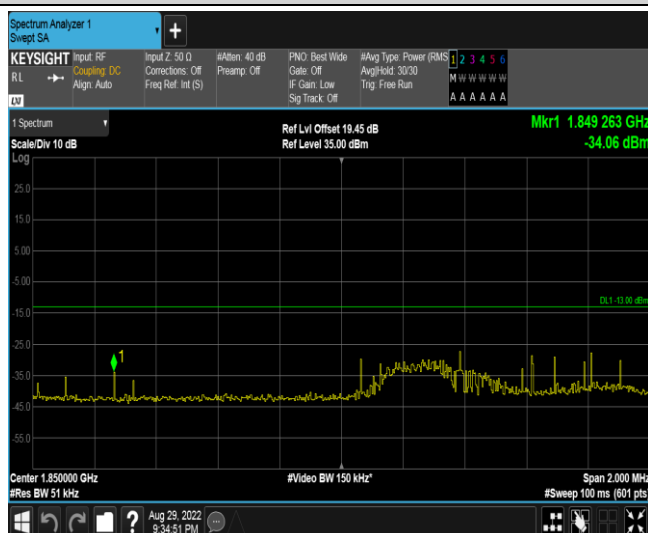 Spectrum Analyzer 1
Swept SA
+
KEYSIGHT
RL
Input: RF
Coupling: DC
Align: Auto
Input Z: 50 Ω
Corrections: Off
Freq Ref: Int (S)
#Atten: 40 dB
Preamp: Off
PNO: Best Wide
Gate: Off
IF Gain: Low
Sig Track: Off
#Avg Type: Power (RMS
Avg|Hold: 30/30
Trig: Free Run
1 2 3 4 5 6
M W W W W W
A A A A A A
LXI
1 Spectrum
Scale/Div 10 dB
Ref Lvl Offset 19.45 dB
Ref Level 35.00 dBm
Mkr1 1.849 263 GHz
-34.06 dBm
Log
25.0
15.0
5.00
-5.00
DL1 -13.00 dBm
-15.0
-25.0
1
-35.0
-45.0
-55.0
Center 1.850000 GHz
#Video BW 150 kHz*
Span 2.000 MHz
#Res BW 51 kHz
#Sweep 100 ms (601 pts)
?
Aug 29, 2022
9:34:51 PM